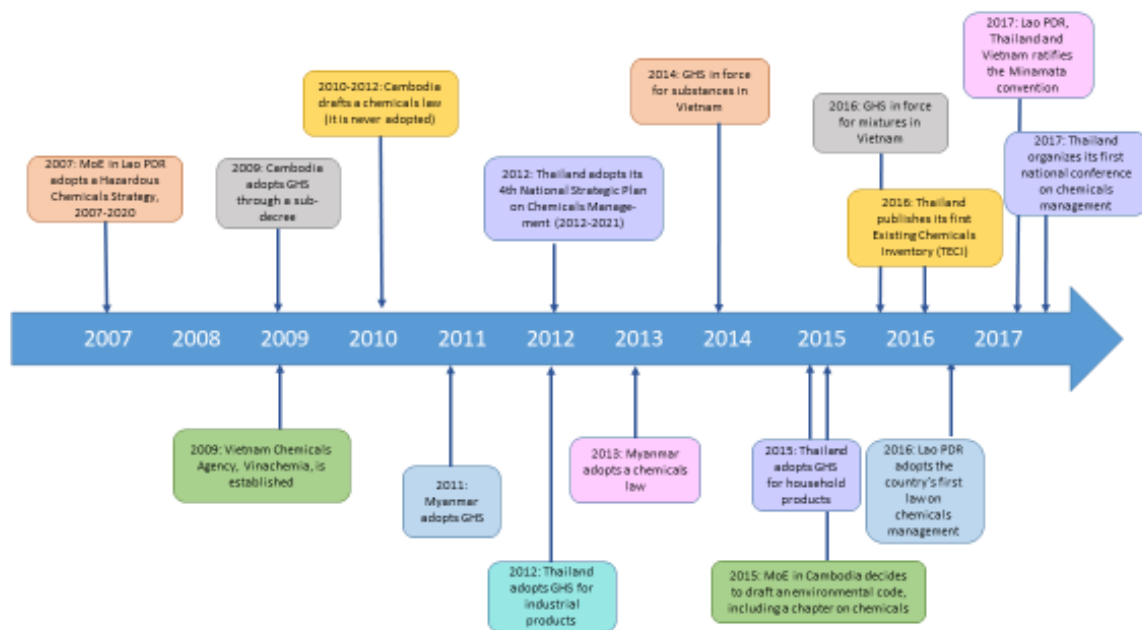 2007: MoE in Lao PDR
adopts a Hazardous
Chemicals Strategy,
2007-2020
2009: Cambodia
adopts GHS
through a sub-
decree
2010-2012: Cambodia
drafts a chemicals law
(it is never adopted)
2012: Thailand adopts its
4th National Strategic Plan
on Chemicals Manage-
ment (2012-2021)
2014: GHS in force
for substances in
Vietnam
2016: GHS in force
for mixtures in
Vietnam
2016: Thailand
publishes its first
Existing Chemicals
Inventory (TECI)
2017: Lao PDR,
Thailand and
Vietnam ratifies
the Minamata
convention
2017: Thailand
organizes its first
national conference
on chemicals
management
2007 2008 2009 2010 2011 2012 2013 2014 2015 2016 2017
2009: Vietnam Chemicals
Agency, Vinachemia, is
established
2011:
Myanmar
adopts GHS
2012: Thailand
adopts GHS for
industrial
products
2013: Myanmar
adopts a chemicals
law
2015: Thailand
adopts GHS
for household
products
2015: MoE in Cambodia decides
to draft an environmental code,
including a chapter on chemicals
2016: Lao PDR
adopts the
country's first
law on
chemicals
management